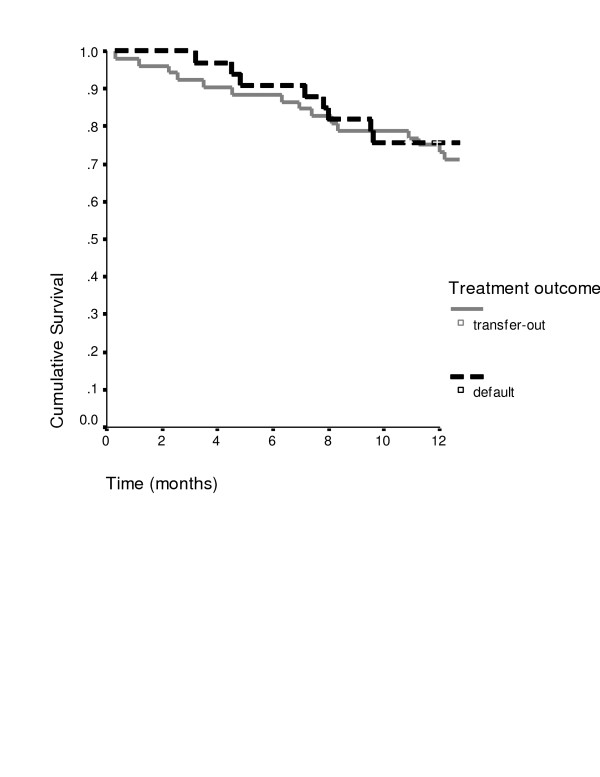 1.0
.9
.8
.7
.6
.5
.4
.3
.2
.1
0.0
Cumulative Survival
0 2 4 6 8 10 12
Time (months)
Treatment outcome
transfer-out
default